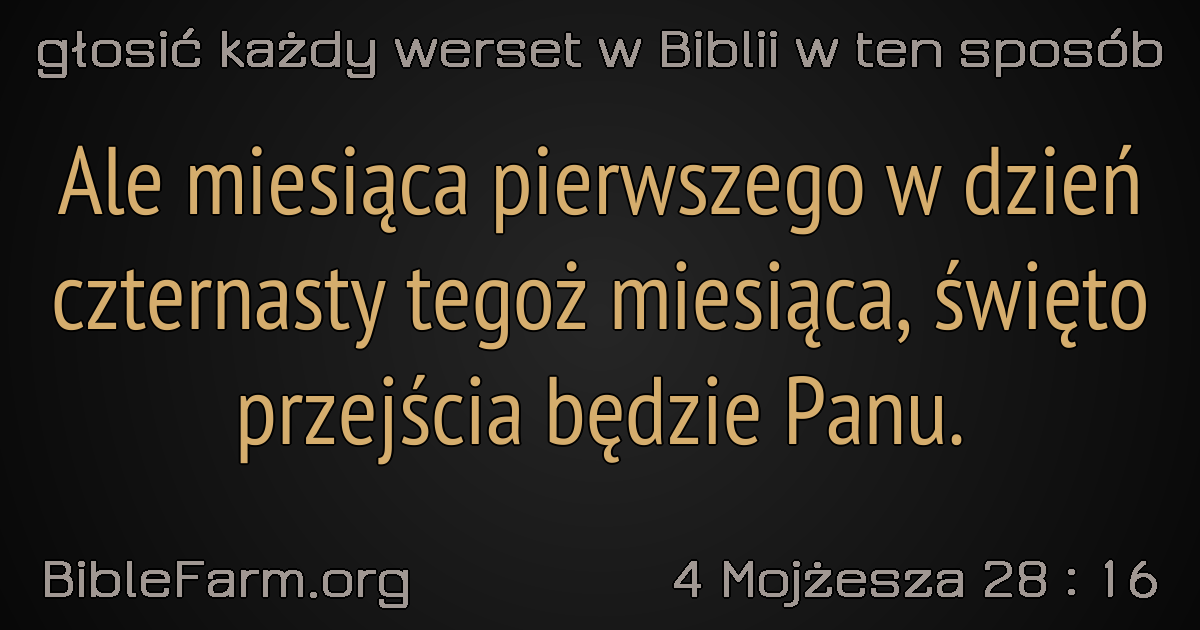 głosić każdy werset w Biblii w ten sposób
Ale miesiąca pierwszego w dzień
czternasty tegoż miesiąca, święto
przejścia będzie Panu.
BibleFarm.org
4 Mojżesza 28 : 16